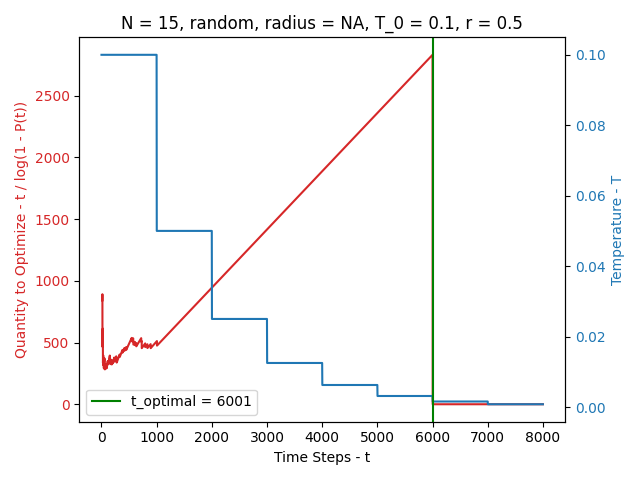 N = 15, random, radius = NA, T_0 = 0.1, r = 0.5
Quantity to Optimize - t / log(1 - P(t))
2500
2000
1500
1000
500
0
0.10
0.08
0.06
0.04
0.02
0.00
Temperature - T
t_optimal = 6001
0 1000 2000 3000 4000 5000 6000 7000 8000
Time Steps - t